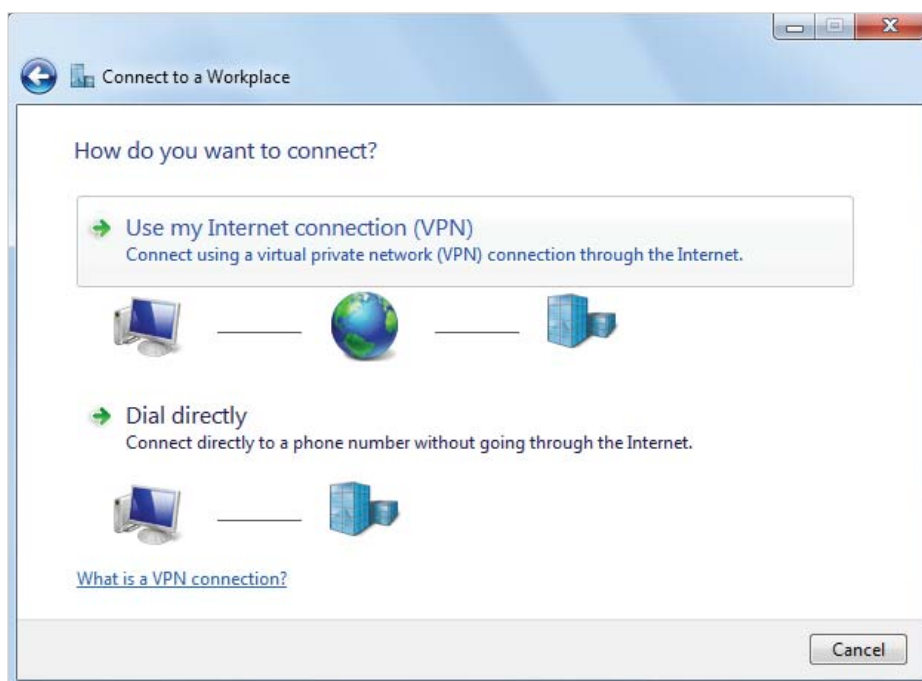 Connect to a Workplace
How do you want to connect?
Use my Internet connection (VPN)
Connect using a virtual private network (VPN) connection through the Internet.
Dial directly
Connect directly to a phone number without going through the Internet.
What is a VPN connection?
Cancel